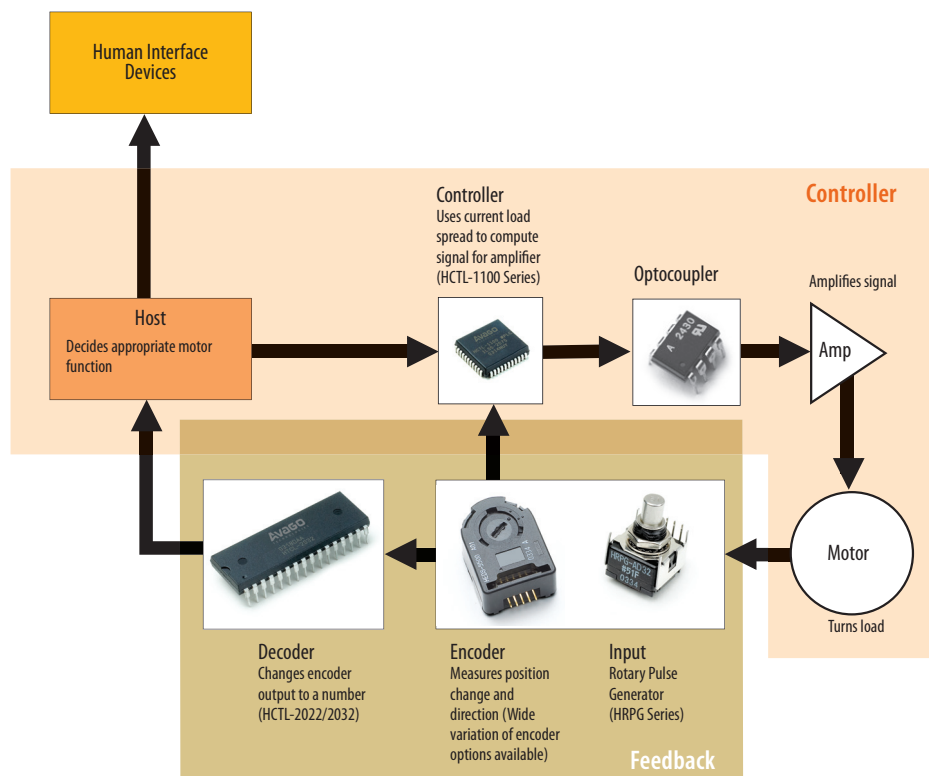 Human Interface
Devices
Controller
Controller
Uses current load
spread to compute
signal for amplifier
(HCTL-1100 Series)
Optocoupler
Amplifies signal
Host
Decides appropriate motor
function
AVAGO
A 2430
Amp
Motor
Turns load
AVAGO
HRPG-AD32
#51F
0334
Decoder
Changes encoder
output to a number
(HCTL-2022/2032)
Encoder
Measures position
change and
direction (Wide
variation of encoder
options available)
Input
Rotary Pulse
Generator
(HRPG Series)
Feedback